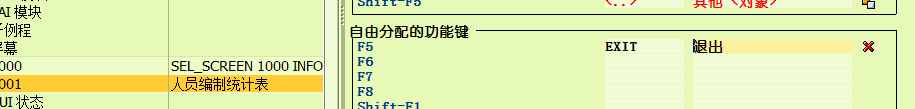 AI 模块
子例程
屏幕
000 SEL_SCREEN 1000 INFO
001 人员编制统计表
UI 状态
Shift-F5 <..> 其他 <对象>
自由分配的功能键
F5 EXIT 退出
F6
F7
F8
Shift-F1